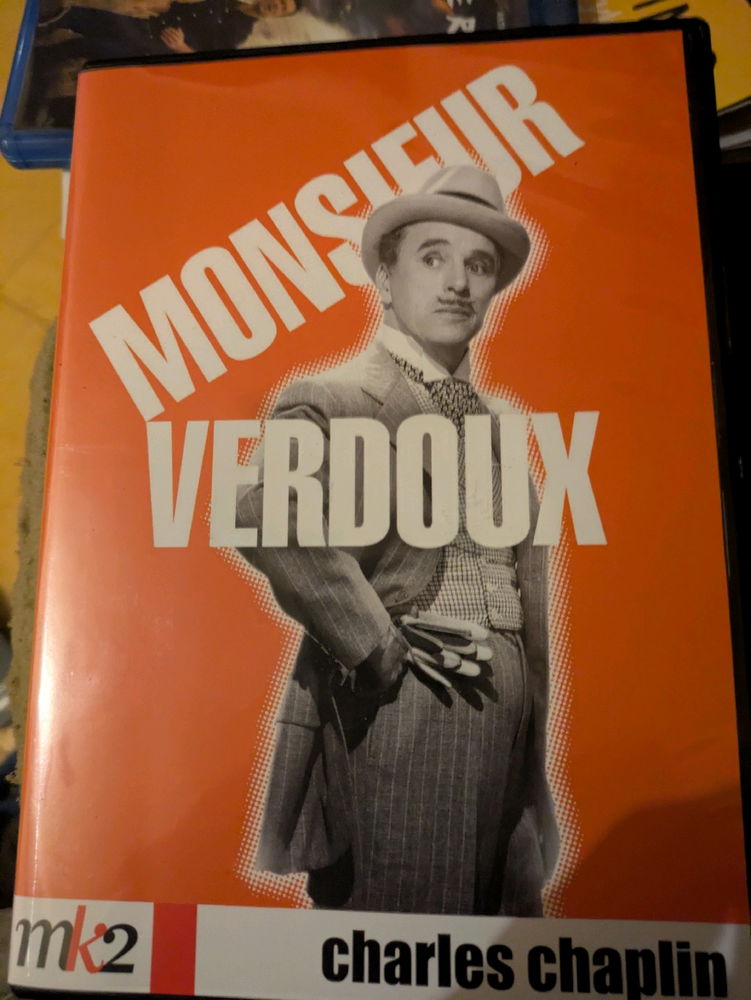 MONSIEUR
VERDOUX
mk2
charles chaplin